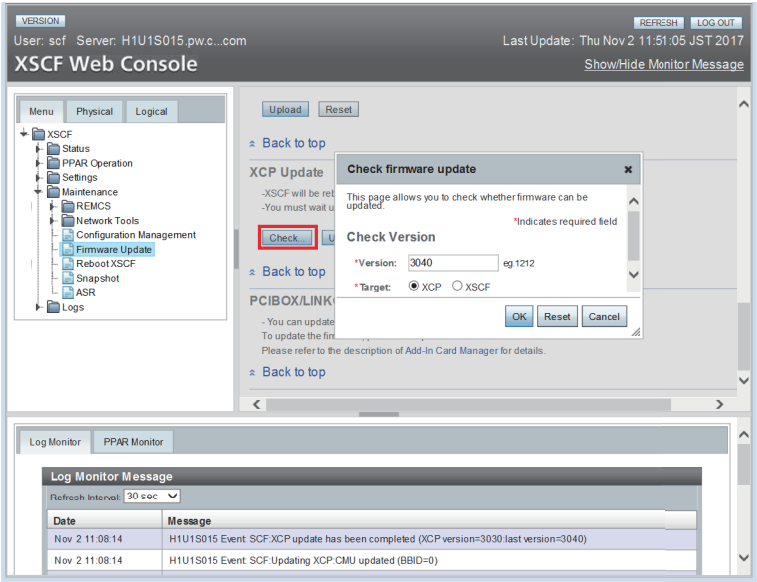 VERSION
REFRESH LOG OUT
User: scf Server: H1U1S015.pw.c...com
Last Update: Thu Nov 2 11:51:05 JST 2017
XSCF Web Console
Show/Hide Monitor Message
Menu Physical Logical
XSCF
Status
PPAR Operation
Settings
Maintenance
REMCS
Network Tools
Configuration Management
Firmware Update
Reboot XSCF
Snapshot
ASR
Logs
Upload Reset
Back to top
XCP Update
-XSCF will be reb
-You must wait u
Check... U
Back to top
PCIBOX/LINK
- You can update
To update the firm
Please refer to the description of Add-In Card Manager for details.
Back to top
Check firmware update
This page allows you to check whether firmware can be
updated.
*Indicates required field
Check Version
*Version: 3040 eg.1212
*Target: XCP XSCF
OK Reset Cancel
Log Monitor PPAR Monitor
Log Monitor Message
Refresh Interval: 30 sec
Date Message
Nov 2 11:08:14 H1U1S015 Event: SCF:XCP update has been completed (XCP version=3030:last version=3040)
Nov 2 11:08:14 H1U1S015 Event: SCF:Updating XCP:CMU updated (BBID=0)